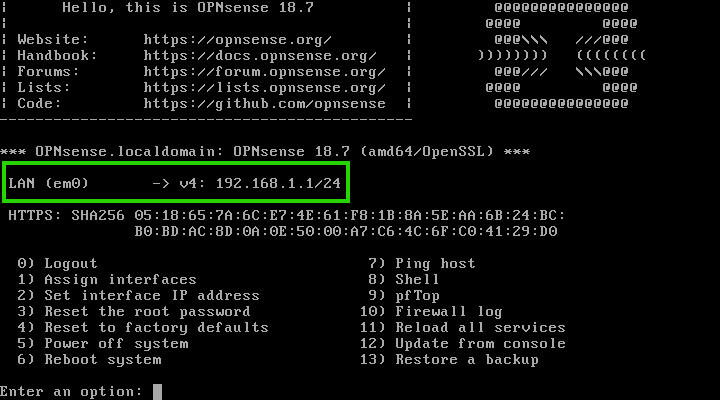 |      Hello, this is OPNsense 18.7          |         @@@@@@@@@@@@@@@
|                                            |        @@@@         @@@@
| Website:      https://opnsense.org/        |         @@@\\\   ///@@@
| Handbook:     https://docs.opnsense.org/   |       ))))))))   ((((((((
| Forums:       https://forum.opnsense.org/  |         @@@///   \\\@@@
| Lists:        https://lists.opnsense.org/  |        @@@@         @@@@
| Code:         https://github.com/opnsense  |         @@@@@@@@@@@@@@@
----------------------------------------------
*** OPNsense.localdomain: OPNsense 18.7 (amd64/OpenSSL) ***
LAN (em0)       -> v4: 192.168.1.1/24
HTTPS: SHA256 05:18:65:7A:6C:E7:4E:61:F8:1B:8A:5E:AA:6B:24:BC:
B0:BD:AC:8D:0A:0E:50:00:A7:C6:4C:6F:C0:41:29:D0
0) Logout                              7) Ping host
1) Assign interfaces                   8) Shell
2) Set interface IP address            9) pfTop
3) Reset the root password            10) Firewall log
4) Reset to factory defaults          11) Reload all services
5) Power off system                   12) Update from console
6) Reboot system                      13) Restore a backup
Enter an option: